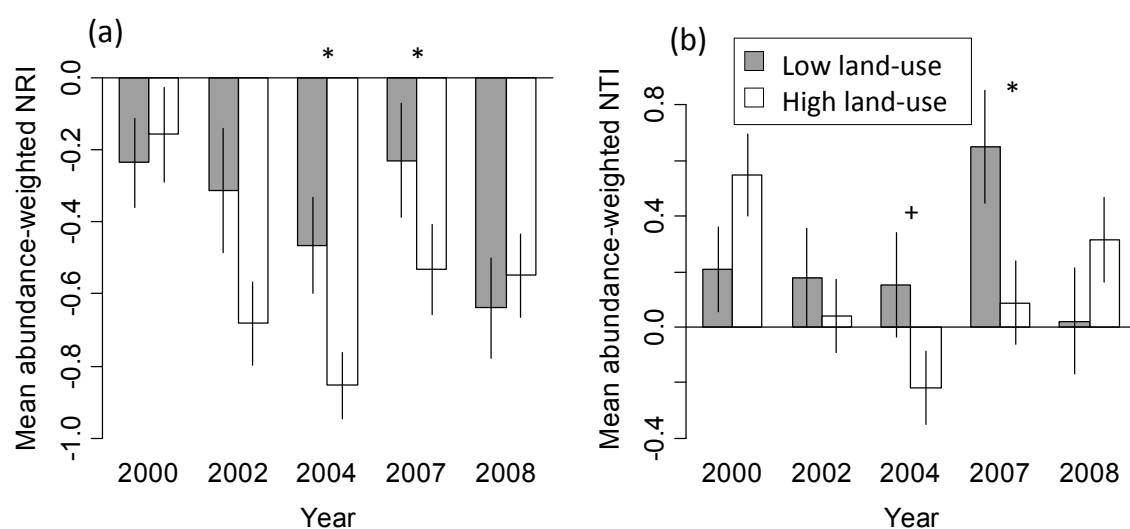 (a)
* *
Mean abundance-weighted NRI
0.0
-0.2
-0.4
-0.6
-0.8
-1.0
2000 2002 2004 2007 2008
Year
(b)
Low land-use
High land-use
*
+
Mean abundance-weighted NTI
0.8
0.4
0.0
-0.4
2000 2002 2004 2007 2008
Year